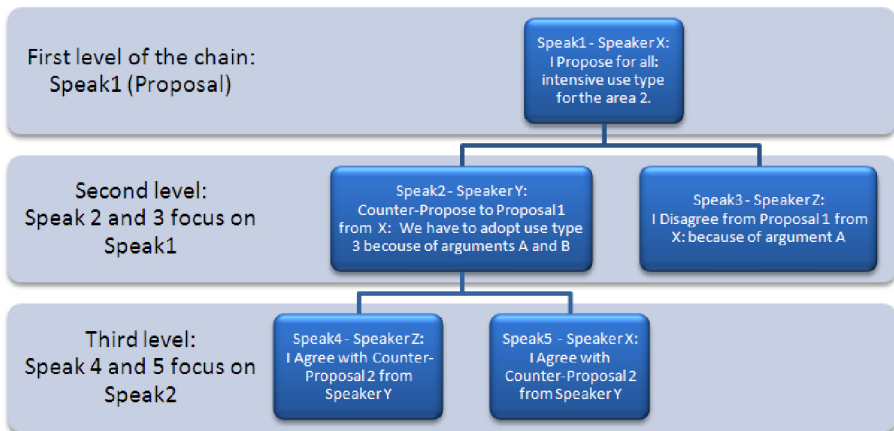 First level of the chain:
Speak1 (Proposal)
Speak1 - Speaker X:
I Propose for all:
intensive use type
for the area 2.
Second level:
Speak 2 and 3 focus on
Speak1
Speak2 - Speaker Y:
Counter-Propose to Proposal 1
from X: We have to adopt use type
3 becouse of arguments A and B
Speak3 - Speaker Z:
I Disagree from Proposal 1 from
X: because of argument A
Third level:
Speak 4 and 5 focus on
Speak2
Speak4 - Speaker Z:
I Agree with Counter-
Proposal 2 from
Speaker Y
Speak5 - Speaker X:
I Agree with
Counter-Proposal 2
from Speaker Y